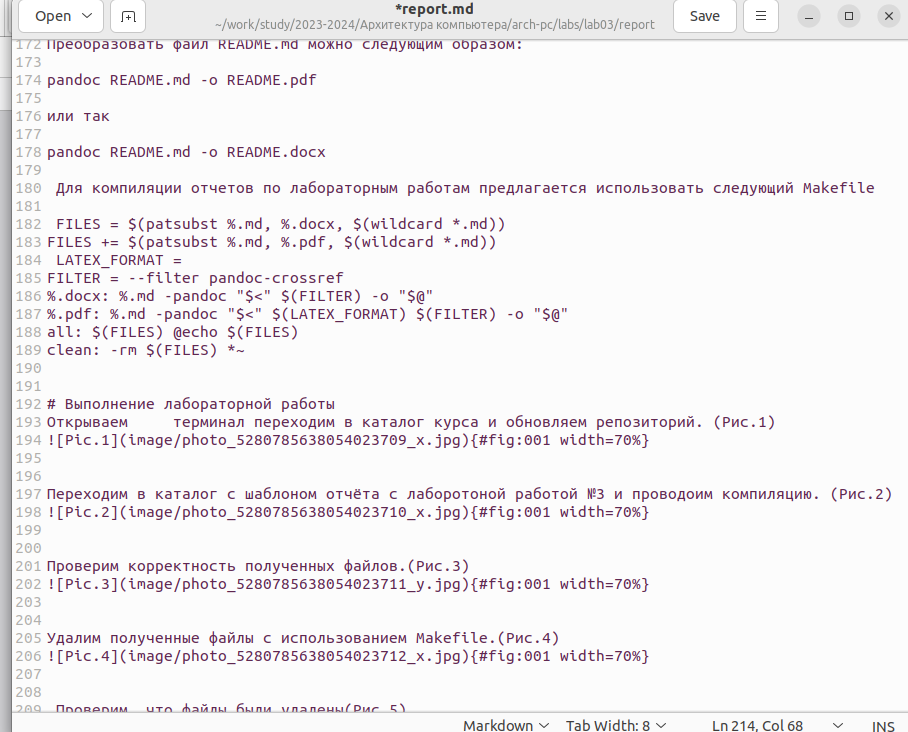 Open
*report.md
~/work/study/2023-2024/Архитектура компьютера/arch-pc/labs/lab03/report
Save
172 Преобразовать файл README.md можно следующим образом:
173
174 pandoc README.md -o README.pdf
175
176 или так
177
178 pandoc README.md -o README.docx
179
180  Для компиляции отчетов по лабораторным работам предлагается использовать следующий Makefile
181
182  FILES = $(patsubst %.md, %.docx, $(wildcard *.md))
183 FILES += $(patsubst %.md, %.pdf, $(wildcard *.md))
184  LATEX_FORMAT =
185 FILTER = --filter pandoc-crossref
186 %.docx: %.md -pandoc "$<" $(FILTER) -o "$@"
187 %.pdf: %.md -pandoc "$<" $(LATEX_FORMAT) $(FILTER) -o "$@"
188 all: $(FILES) @echo $(FILES)
189 clean: -rm $(FILES) *~
190
191
192 # Выполнение лабораторной работы
193 Открываем     терминал переходим в каталог курса и обновляем репозиторий. (Рис.1)
194 ![Pic.1](image/photo_5280785638054023709_x.jpg){#fig:001 width=70%}
195
196
197 Переходим в каталог с шаблоном отчёта с лаборотоной работой №3 и проводоим компиляцию. (Рис.2)
198 ![Pic.2](image/photo_5280785638054023710_x.jpg){#fig:001 width=70%}
199
200
201 Проверим корректность полученных файлов.(Рис.3)
202 ![Pic.3](image/photo_5280785638054023711_y.jpg){#fig:001 width=70%}
203
204
205 Удалим полученные файлы с использованием Makefile.(Рис.4)
206 ![Pic.4](image/photo_5280785638054023712_x.jpg){#fig:001 width=70%}
207
208
209  Проверим, что файлы были удалены(Рис.5)
Markdown Tab Width: 8 Ln 214, Col 68 INS